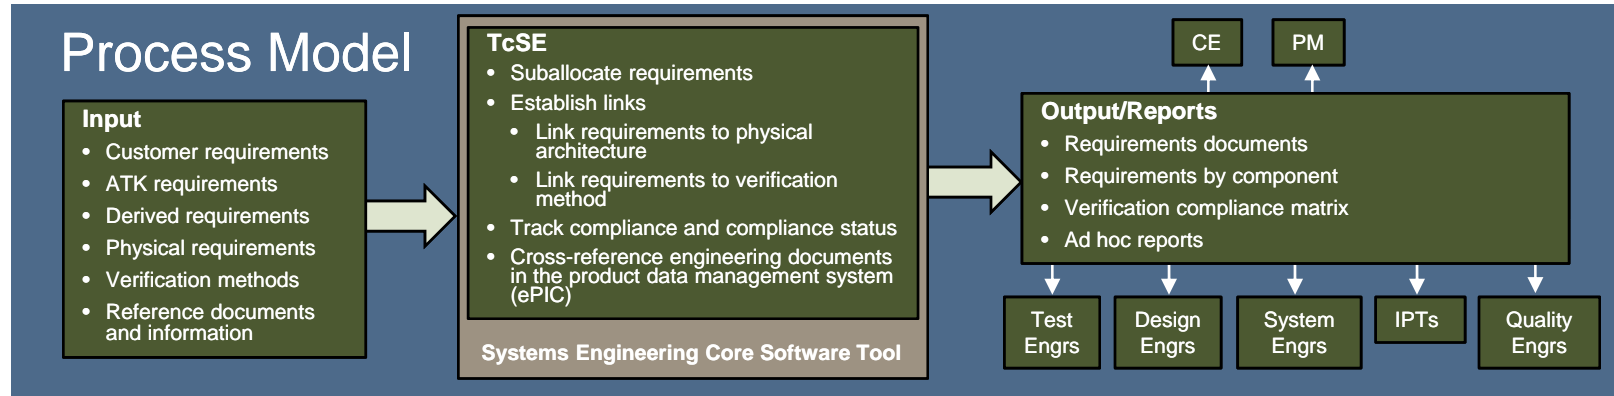 Process Model
Input
• Customer requirements
• ATK requirements
• Derived requirements
• Physical requirements
• Verification methods
• Reference documents
and information
TcSE
• Suballocate requirements
• Establish links
• Link requirements to physical
architecture
• Link requirements to verification
method
• Track compliance and compliance status
• Cross-reference engineering documents
in the product data management system
(ePIC)
Systems Engineering Core Software Tool
CE
PM
Output/Reports
• Requirements documents
• Requirements by component
• Verification compliance matrix
• Ad hoc reports
Test
Engrs
Design
Engrs
System
Engrs
IPTs
Quality
Engrs